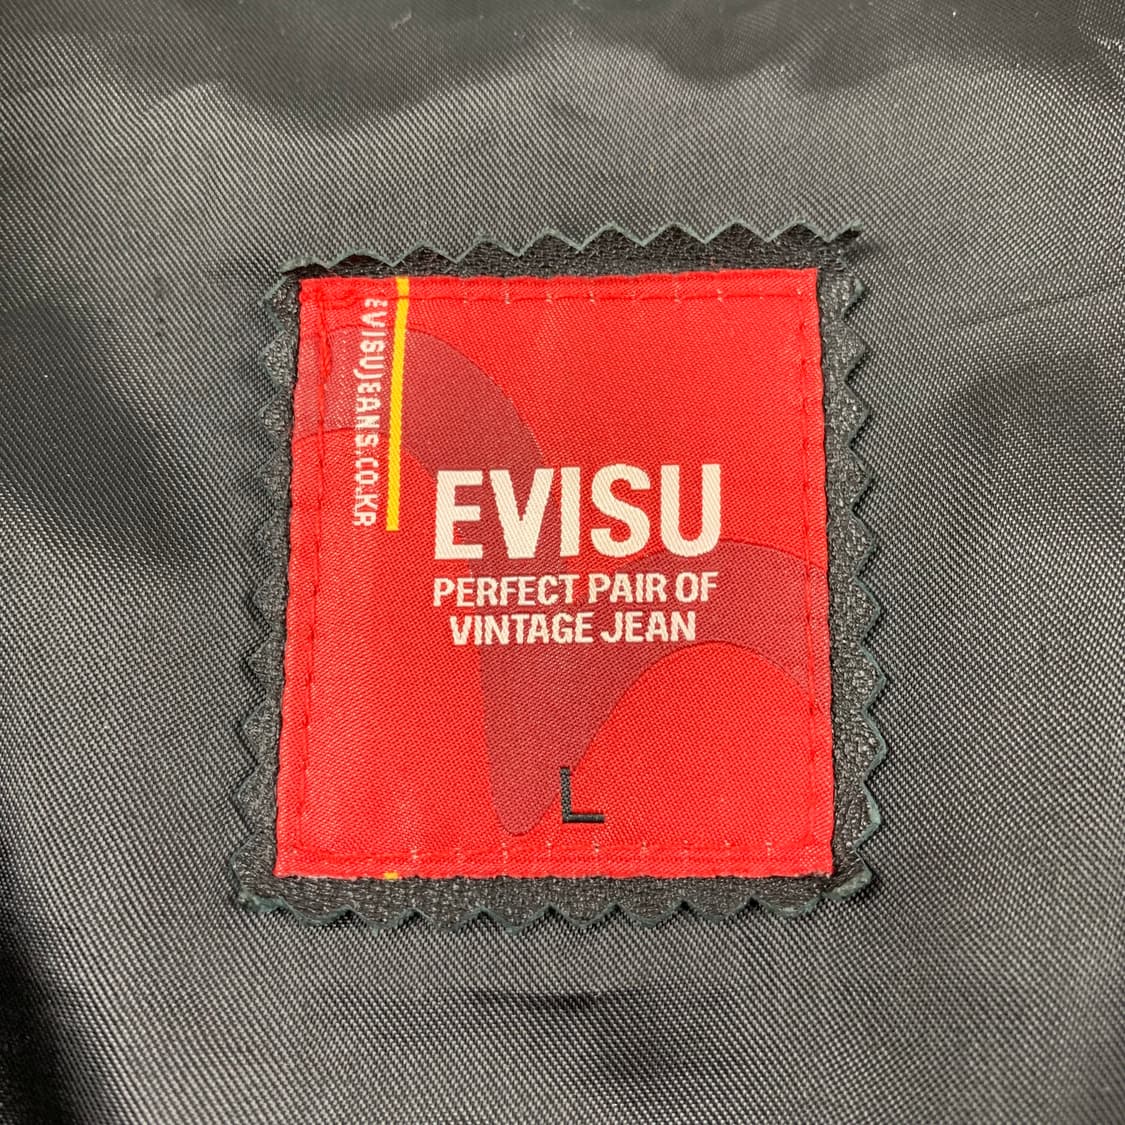 EVISUJEANS.CO.KR
EVISU
PERFECT PAIR OF
VINTAGE JEAN
L